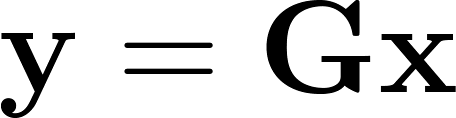 y = Gx